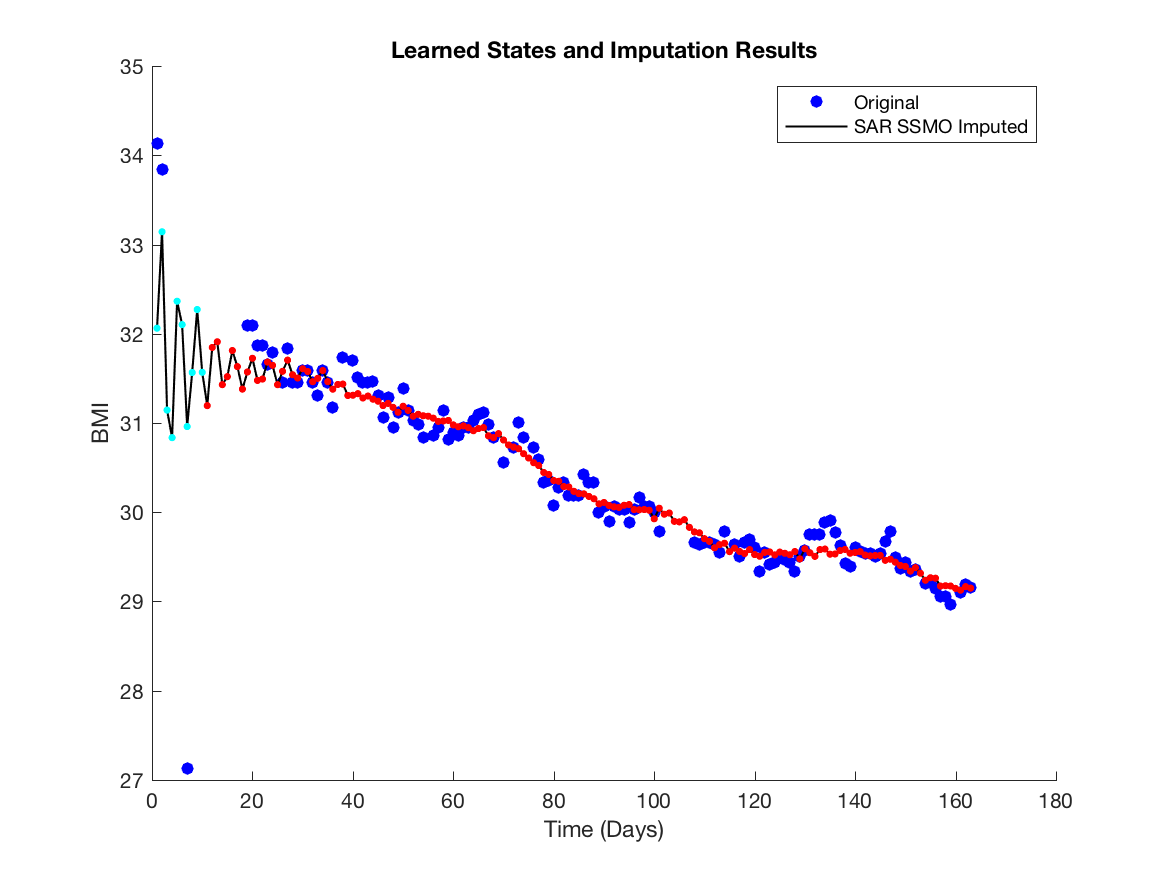 Learned States and Imputation Results
35
34
33
32
31
30
29
28
27
BMI
Original
SAR SSMO Imputed
0 20 40 60 80 100 120 140 160 180
Time (Days)